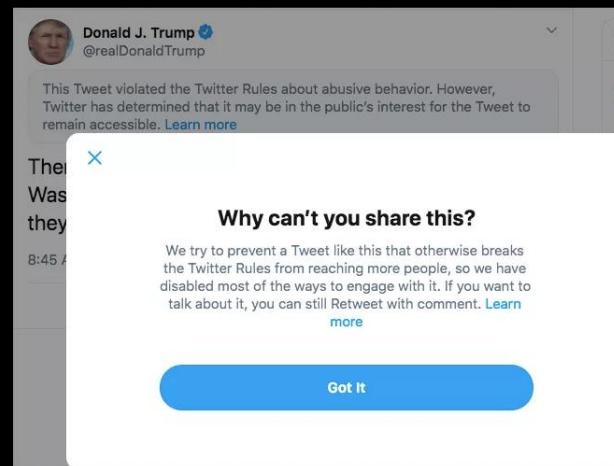 Donald J. Trump
@realDonaldTrump
This Tweet violated the Twitter Rules about abusive behavior. However,
Twitter has determined that it may be in the public's interest for the Tweet to
remain accessible. Learn more
Was
they
8:45
Why can't you share this?
We try to prevent a Tweet like this that otherwise breaks
the Twitter Rules from reaching more people, so we have
disabled most of the ways to engage with it. If you want to
talk about it, you can still Retweet with comment. Learn
more
Got It